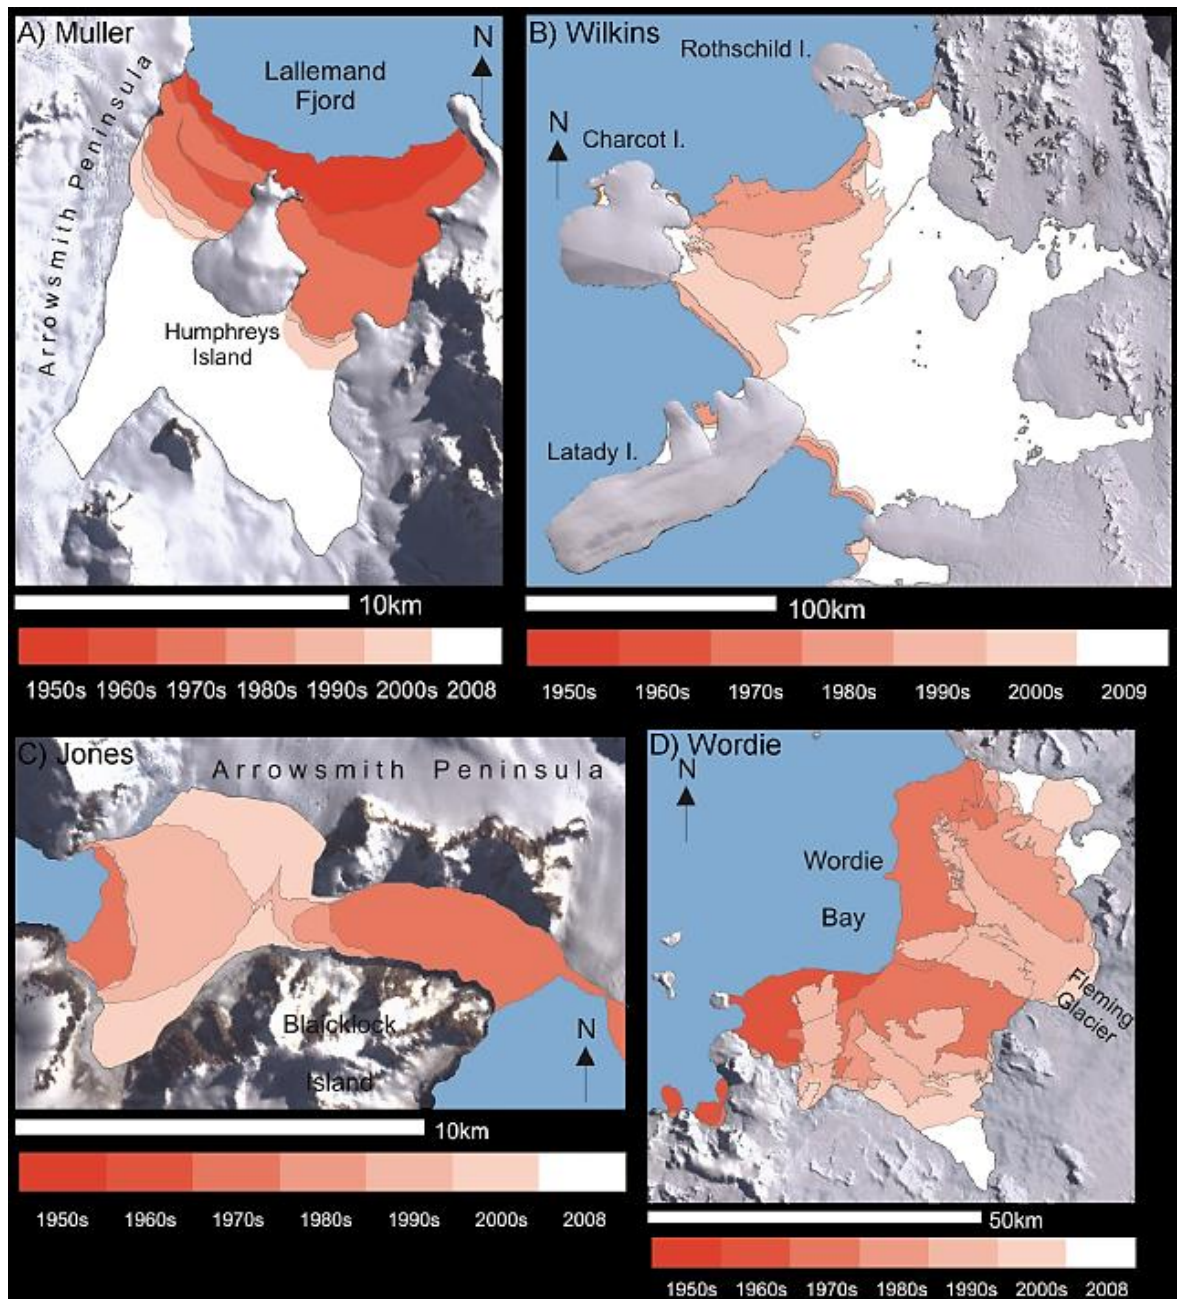 A) Muller
N
Lallemand
Fjord
Arrowsmith Peninsula
Humphreys
Island
10km
1950s 1960s 1970s 1980s 1990s 2000s 2008
B) Wilkins
Rothschild I.
N
Charcot I.
Latady I.
100km
1950s 1960s 1970s 1980s 1990s 2000s 2009
C) Jones
Arrowsmith Peninsula
Blaicklock
Island
N
10km
1950s 1960s 1970s 1980s 1990s 2000s 2008
D) Wordie
N
Wordie
Bay
Fleming
Glacier
50km
1950s 1960s 1970s 1980s 1990s 2000s 2008